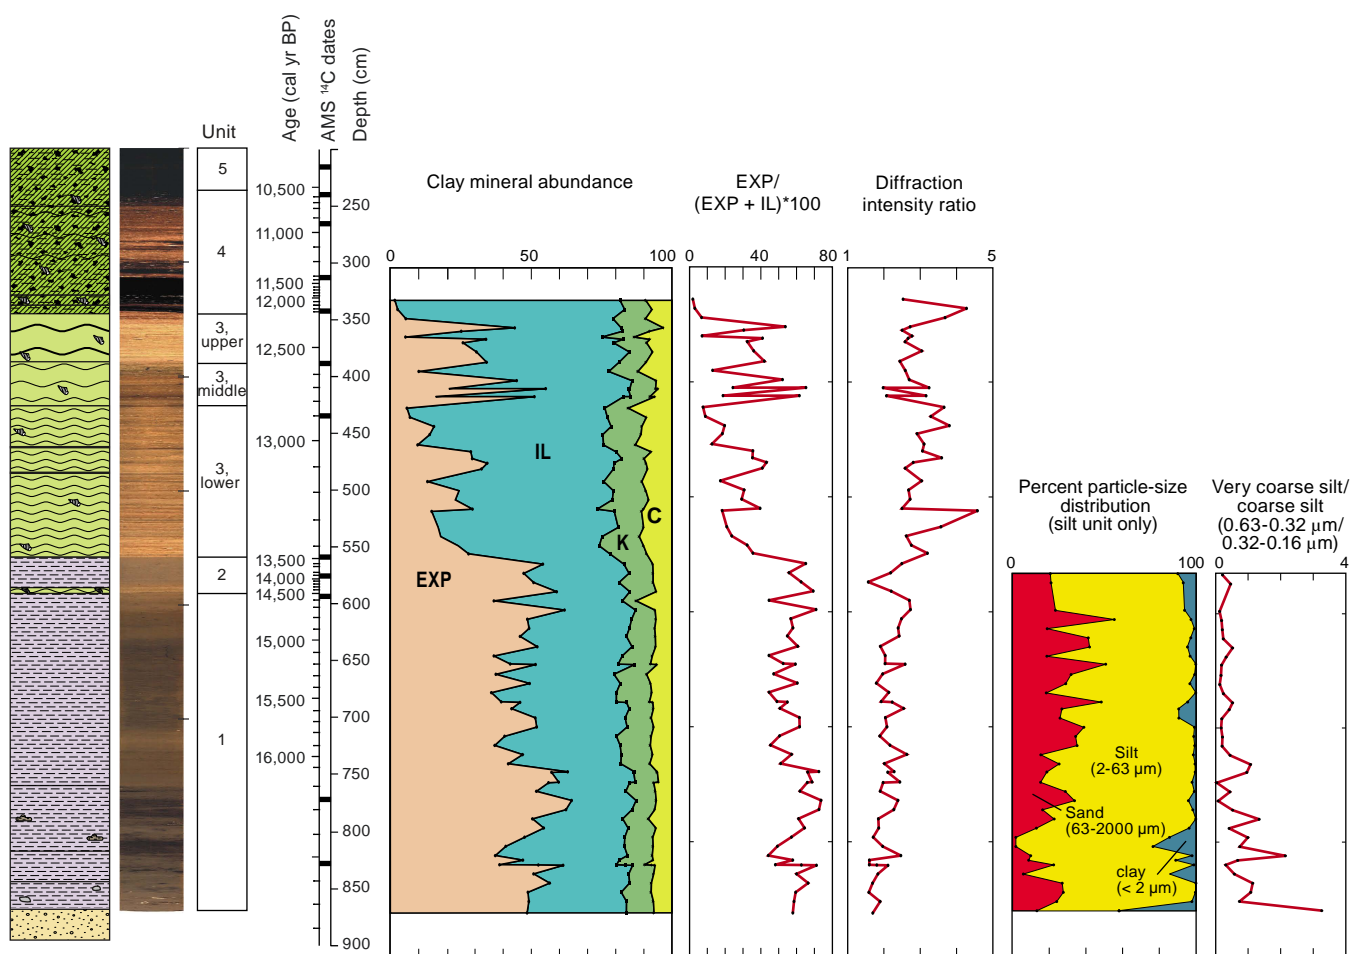 Age (cal yr BP)
AMS ¹⁴C dates
Depth (cm)
Unit
5
4
3,
upper
3,
middle
3,
lower
2
1
10,500
11,000
11,500
12,000
12,500
13,000
13,500
14,000
14,500
15,000
15,500
16,000
250
300
350
400
450
500
550
600
650
700
750
800
850
900
Clay mineral abundance
0 50 100
EXP
IL
K
C
EXP/
(EXP + IL)*100
0 40 80
Diffraction
intensity ratio
1 5
Percent particle-size
distribution
(silt unit only)
0 100
Silt
(2-63 µm)
Sand
(63-2000 µm)
clay
(< 2 µm)
Very coarse silt/
coarse silt
(0.63-0.32 µm/
0.32-0.16 µm)
0 4